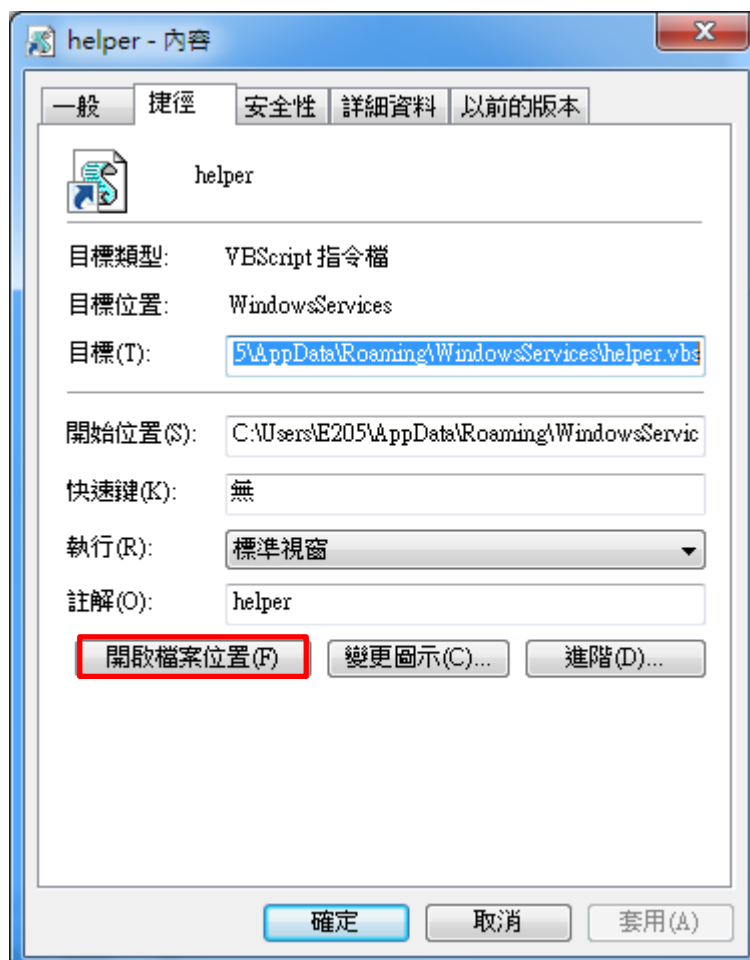 helper - 內容
一般 捷徑 安全性 詳細資料 以前的版本
helper
目標類型: VBScript 指令檔
目標位置: WindowsServices
目標(T): 5\AppData\Roaming\WindowsServices\helper.vbs
開始位置(S): C:\Users\E205\AppData\Roaming\WindowsServic
快速鍵(K): 無
執行(R): 標準視窗
註解(O): helper
開啟檔案位置(F) 變更圖示(C)... 進階(D)...
確定 取消 套用(A)